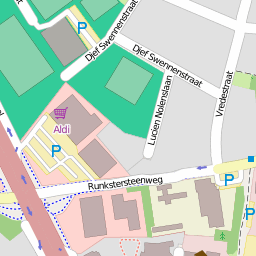 P
Djef Swennenstraat
Djef Swennenstraat
Vredestraat
Lucien Nolenslaan
Aldi
P
P
Runkstersteenweg